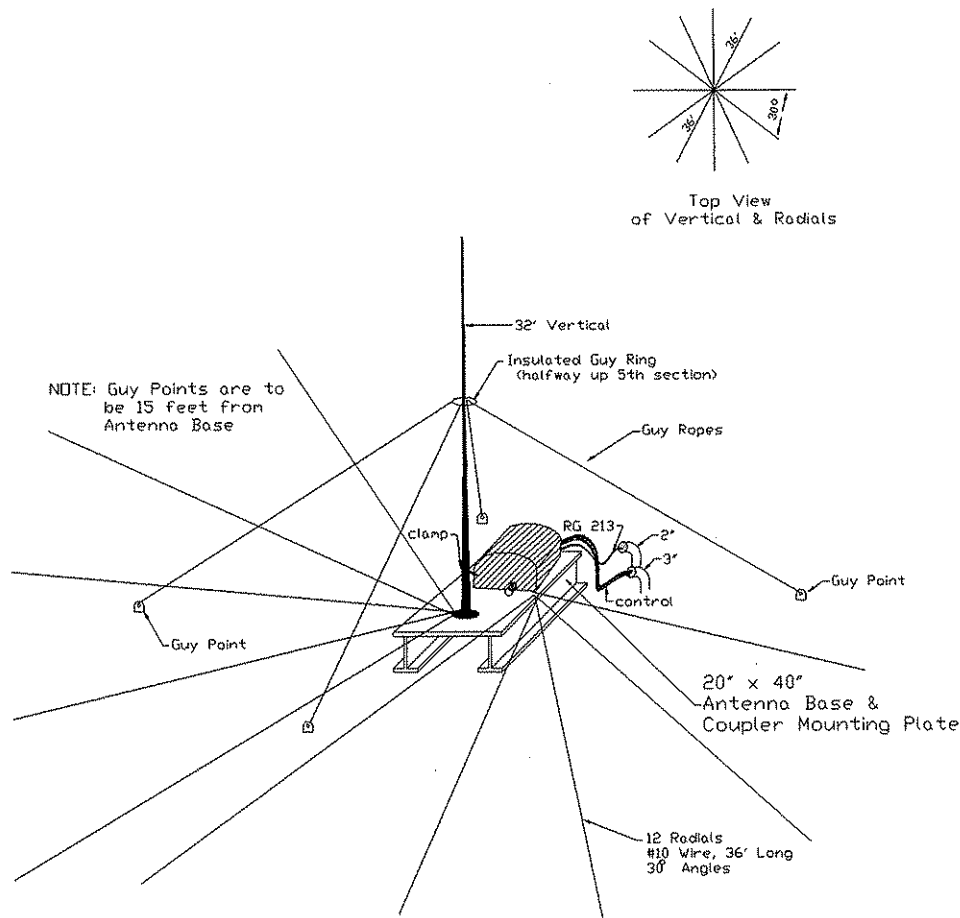 36'
36'
30°
Top View
of Vertical & Radials
32' Vertical
Insulated Guy Ring
(halfway up 5th section)
NOTE: Guy Points are to
be 15 feet from
Antenna Base
Guy Ropes
RG 213
2"
3"
clamp
control
Guy Point
Guy Point
20" x 40"
Antenna Base &
Coupler Mounting Plate
12 Radials
#10 Wire, 36' Long
30° Angles